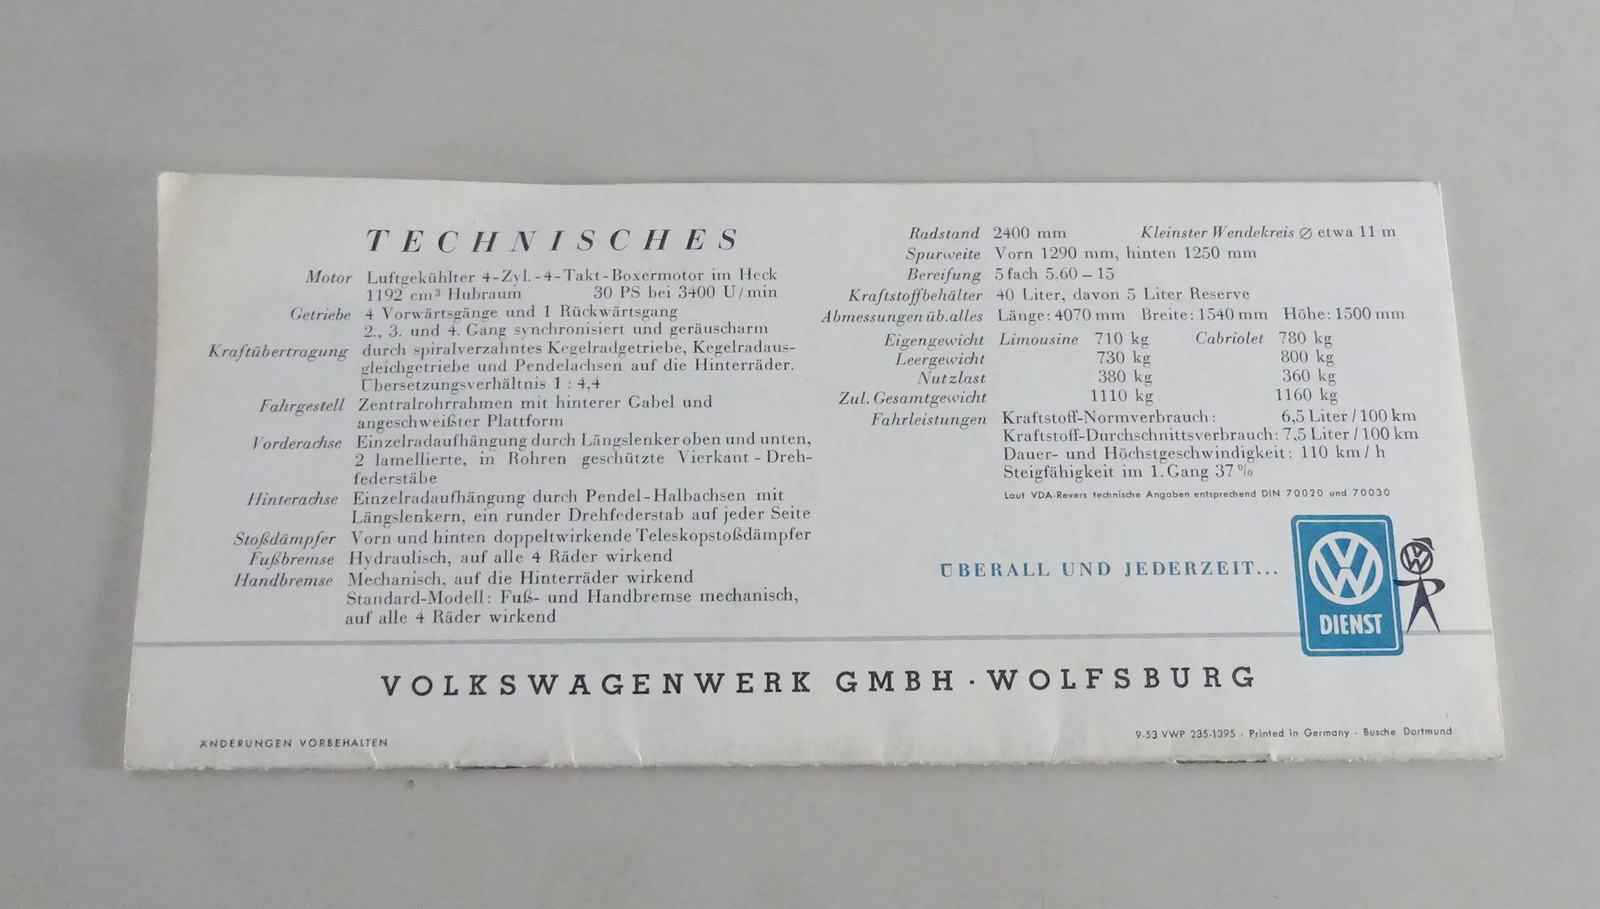 TECHNISCHES
Motor Luftgekühlter 4-Zyl.-4-Takt-Boxermotor im Heck
1192 cm³ Hubraum 30 PS bei 3400 U/min
Getriebe 4 Vorwärtsgänge und 1 Rückwärtsgang
2., 3. und 4. Gang synchronisiert und geräuscharm
Kraftübertragung durch spiralverzahntes Kegelradgetriebe, Kegelradaus-
gleichgetriebe und Pendelachsen auf die Hinterräder.
Übersetzungsverhältnis 1 : 4,4
Fahrgestell Zentralrohrrahmen mit hinterer Gabel und
angeschweißter Plattform
Vorderachse Einzelradaufhängung durch Längslenker oben und unten,
2 lamellierte, in Rohren geschützte Vierkant-Dreh-
federstäbe
Hinterachse Einzelradaufhängung durch Pendel-Halbachsen mit
Längslenkern, ein runder Drehfederstab auf jeder Seite
Stoßdämpfer Vorn und hinten doppeltwirkende Teleskopstoßdämpfer
Fußbremse Hydraulisch, auf alle 4 Räder wirkend
Handbremse Mechanisch, auf die Hinterräder wirkend
Standard-Modell: Fuß- und Handbremse mechanisch,
auf alle 4 Räder wirkend
Radstand 2400 mm Kleinster Wendekreis ∅ etwa 11 m
Spurweite Vorn 1290 mm, hinten 1250 mm
Bereifung 5fach 5.60 – 15
Kraftstoffbehälter 40 Liter, davon 5 Liter Reserve
Abmessungen üb. alles Länge: 4070 mm Breite: 1540 mm Höhe: 1500 mm
Eigengewicht Limousine 710 kg Cabriolet 780 kg
Leergewicht 730 kg 800 kg
Nutzlast 380 kg 360 kg
Zul. Gesamtgewicht 1110 kg 1160 kg
Fahrleistungen Kraftstoff-Normverbrauch: 6,5 Liter / 100 km
Kraftstoff-Durchschnittsverbrauch: 7,5 Liter / 100 km
Dauer- und Höchstgeschwindigkeit: 110 km / h
Steigfähigkeit im 1. Gang 37 %
Laut VDA-Revers technische Angaben entsprechend DIN 70020 und 70030
ÜBERALL UND JEDERZEIT...
VW
DIENST
VW
VOLKSWAGENWERK GMBH · WOLFSBURG
ÄNDERUNGEN VORBEHALTEN
9-53 VWP 235-1395 · Printed in Germany · Busche Dortmund